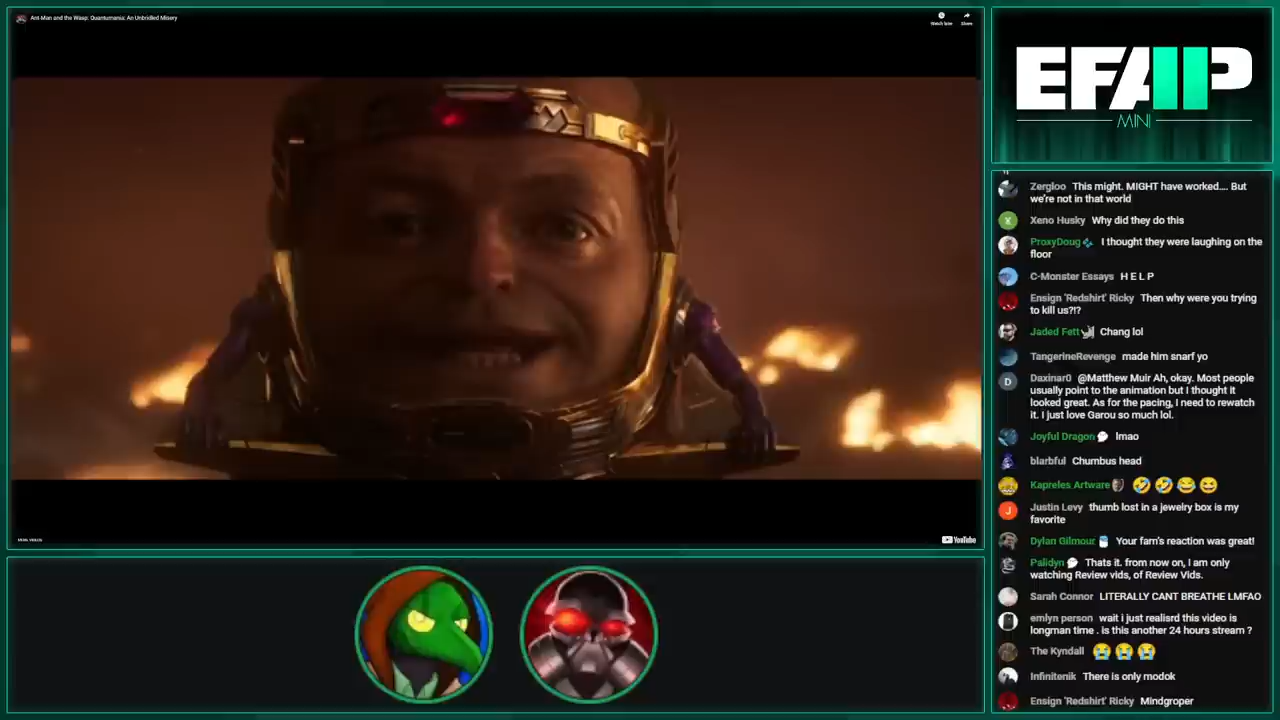 Ant-Man and the Wasp: Quantumania: An Unbridled Misery
Watch later
Share
MORE VIDEOS
YouTube
EFAP
MINI
Zergloo This might. MIGHT have worked.... But
we're not in that world
Xeno Husky Why did they do this
ProxyDoug I thought they were laughing on the
floor
C-Monster Essays H E L P
Ensign 'Redshirt' Ricky Then why were you trying
to kill us?!?
Jaded Fett Chang lol
TangerineRevenge made him snarf yo
D
Daxinar0 @Matthew Muir Ah, okay. Most people
usually point to the animation but I thought it
looked great. As for the pacing, I need to rewatch
it. I just love Garou so much lol.
Joyful Dragon lmao
blarbful Chumbus head
Kapreles Artware 🤣 🤣 😂 😆
J
Justin Levy thumb lost in a jewelry box is my
favorite
Dylan Gilmour Your fam's reaction was great!
Palidyn Thats it. from now on, I am only
watching Review vids, of Review Vids.
Sarah Connor LITERALLY CANT BREATHE LMFAO
emlyn person wait i just realisrd this video is
longman time . is this another 24 hours stream ?
The Kyndall 😭 😭 😭
Infinitenik There is only modok
Ensign 'Redshirt' Ricky Mindgroper